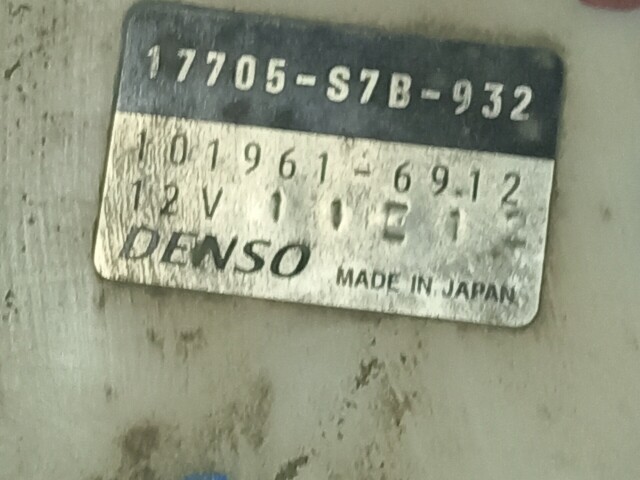 17705-S7B-932
101961-6912
12V
DENSO
MADE IN JAPAN